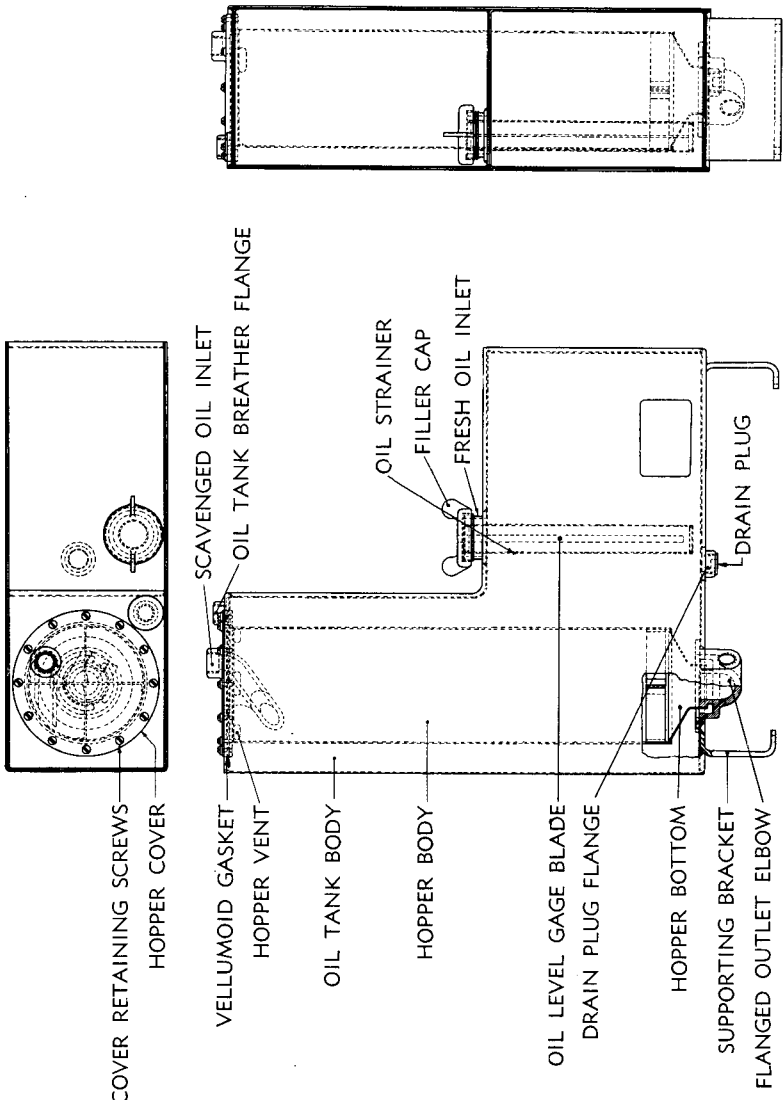 COVER RETAINING SCREWS
HOPPER COVER
SCAVENGED OIL INLET
OIL TANK BREATHER FLANGE
VELLUMOID GASKET
HOPPER VENT
OIL TANK BODY
HOPPER BODY
OIL STRAINER
FILLER CAP
FRESH OIL INLET
OIL LEVEL GAGE BLADE
DRAIN PLUG FLANGE
HOPPER BOTTOM
DRAIN PLUG
SUPPORTING BRACKET
FLANGED OUTLET ELBOW